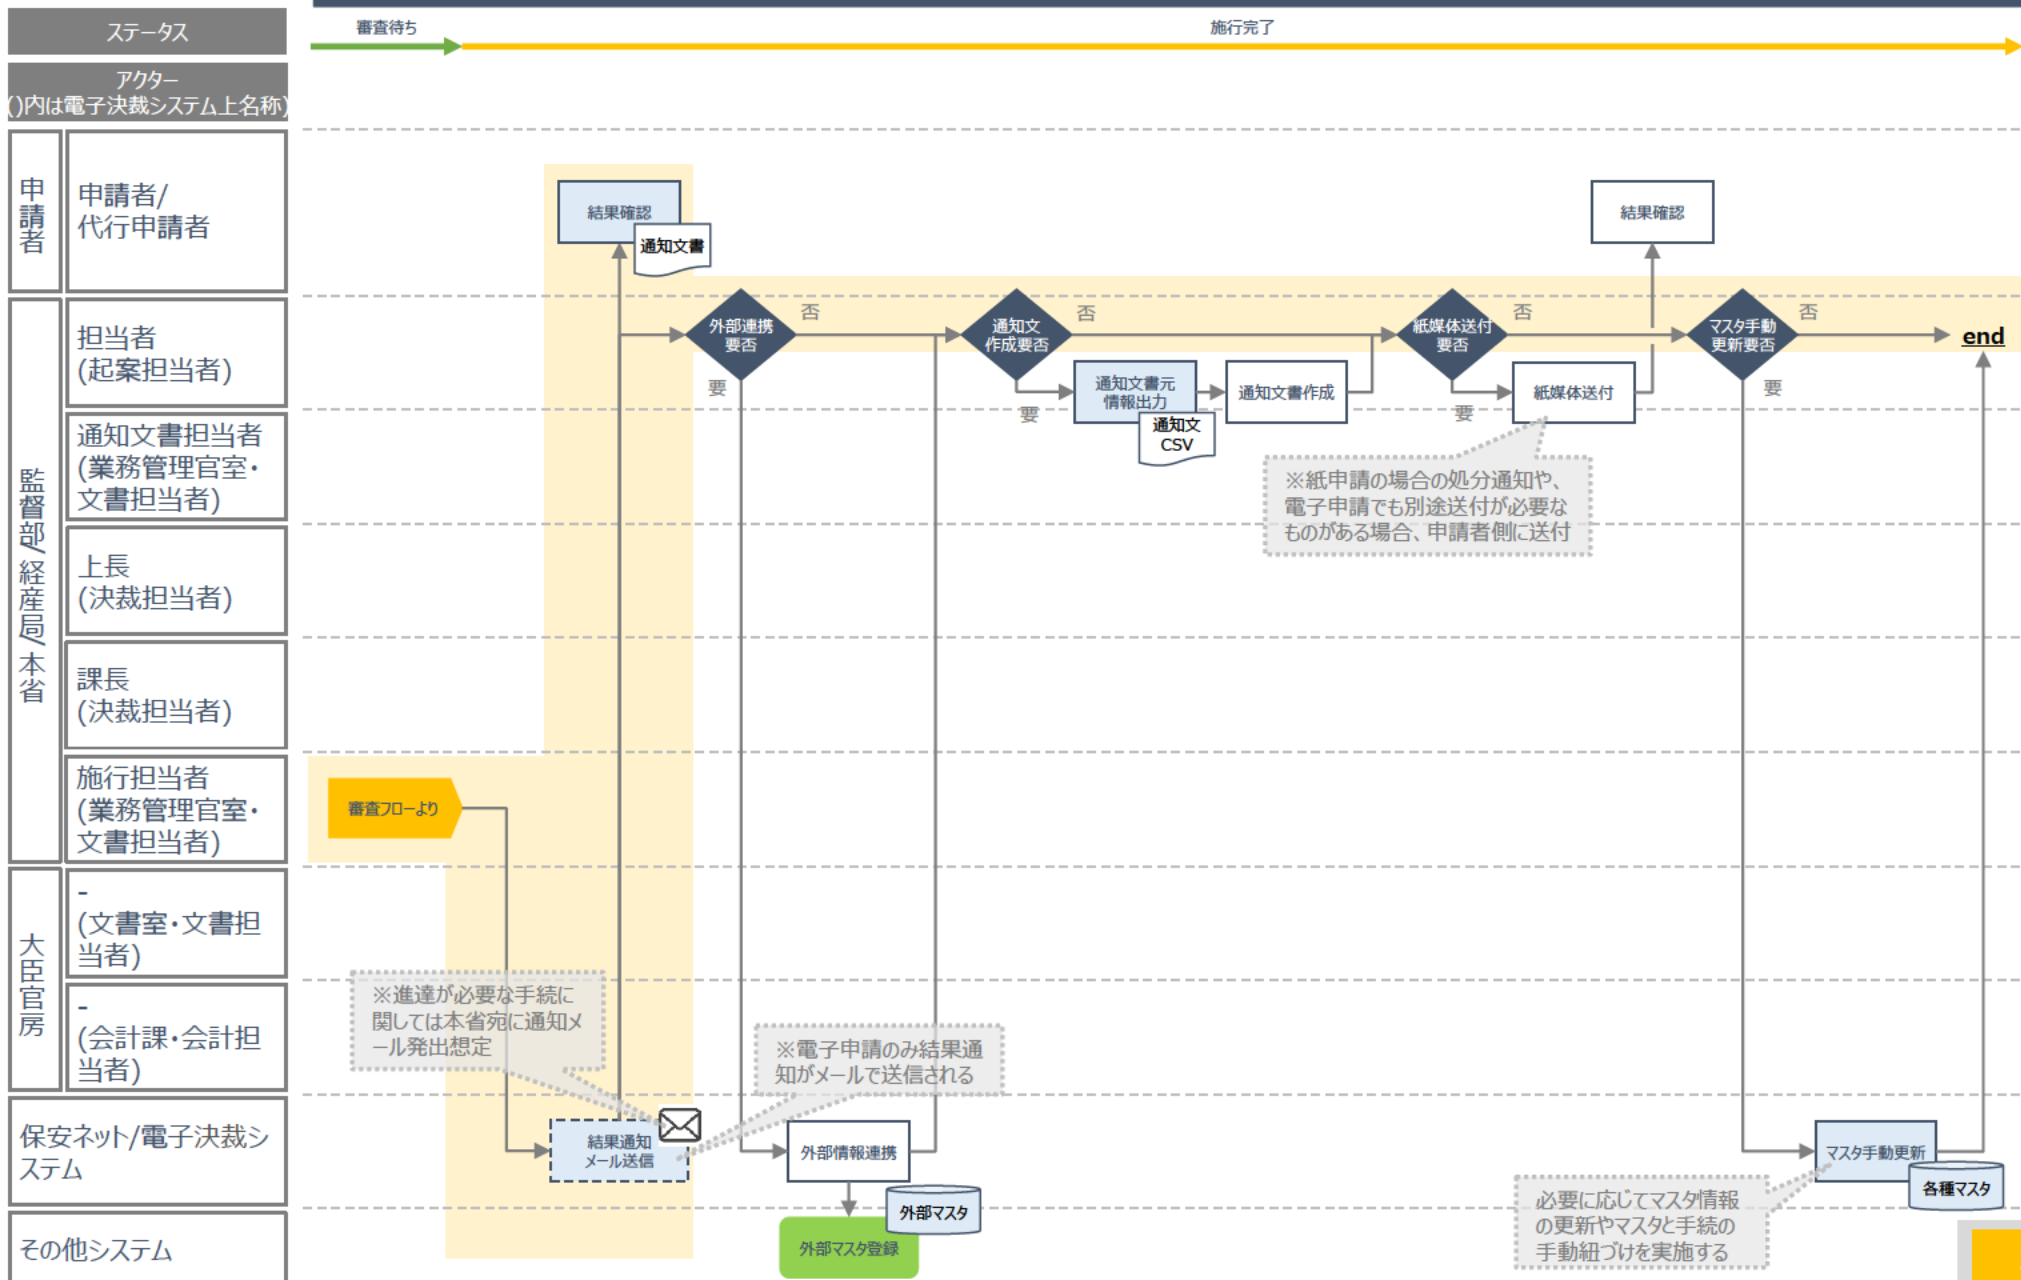 ステータス
審査待ち
施行完了
アクター
()内は電子決裁システム上名称)
申請者
申請者/
代行申請者
結果確認
通知文書
結果確認
監督部/経産局/本省
担当者
(起案担当者)
外部連携
要否
否
要
通知文
作成要否
否
要
通知文書元
情報出力
通知文
CSV
通知文書作成
紙媒体送付
要否
否
要
紙媒体送付
マスタ手動
更新要否
否
要
end
通知文書担当者
(業務管理官室・
文書担当者)
※紙申請の場合の処分通知や、
電子申請でも別途送付が必要な
ものがある場合、申請者側に送付
上長
(決裁担当者)
課長
(決裁担当者)
施行担当者
(業務管理官室・
文書担当者)
審査フローより
大臣官房
-
(文書室・文書担
当者)
-
(会計課・会計担
当者)
※進達が必要な手続に
関しては本省宛に通知メ
ール発出想定
※電子申請のみ結果通
知がメールで送信される
保安ネット/電子決裁シ
ステム
結果通知
メール送信
外部情報連携
外部マスタ
マスタ手動更新
各種マスタ
必要に応じてマスタ情報
の更新やマスタと手続の
手動紐づけを実施する
その他システム
外部マスタ登録